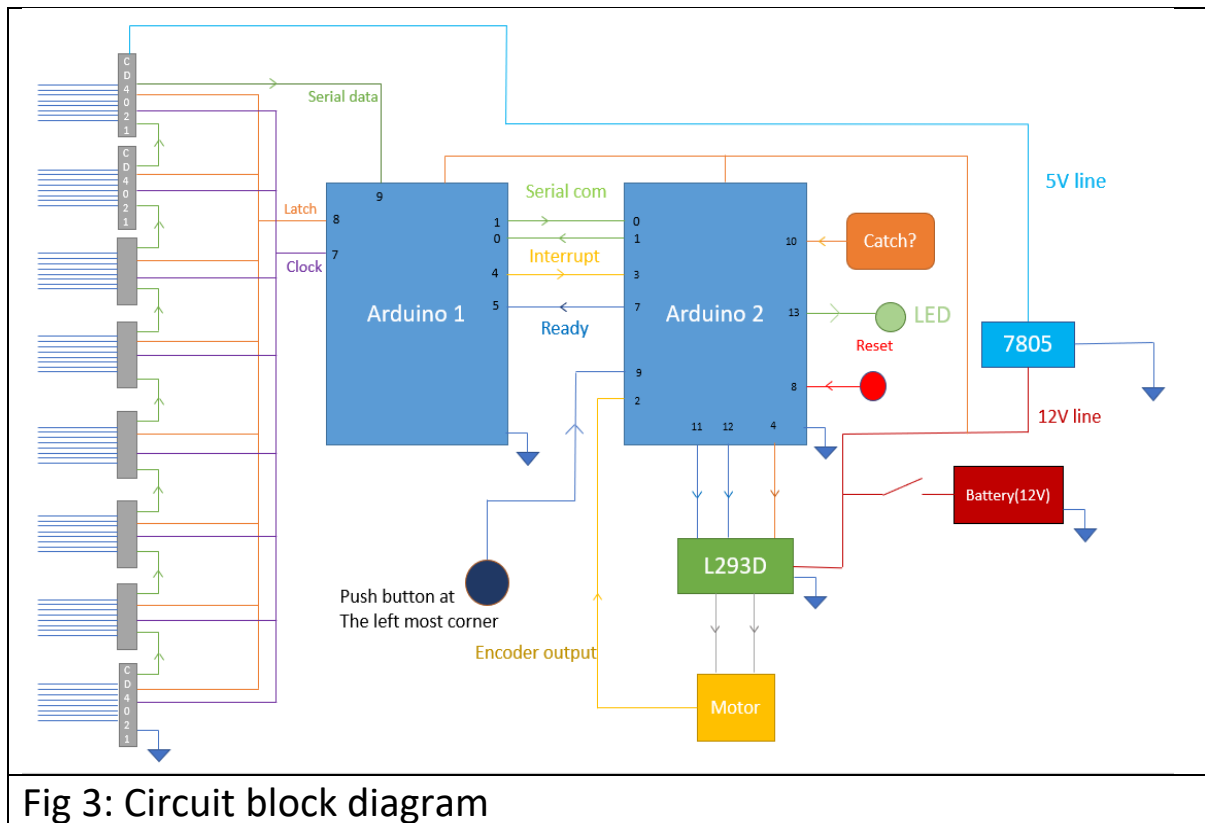 CD4021
Serial data
5V line
CD4021
9
Serial com
Latch
8
1
0
0
1
10
Catch?
7
Clock
Interrupt
4
3
Arduino 1
Arduino 2
5
7
13
LED
Ready
Reset
7805
9
8
2
12V line
11
12
4
Battery(12V)
L293D
Push button at
The left most corner
Encoder output
CD4021
Motor
Fig 3: Circuit block diagram